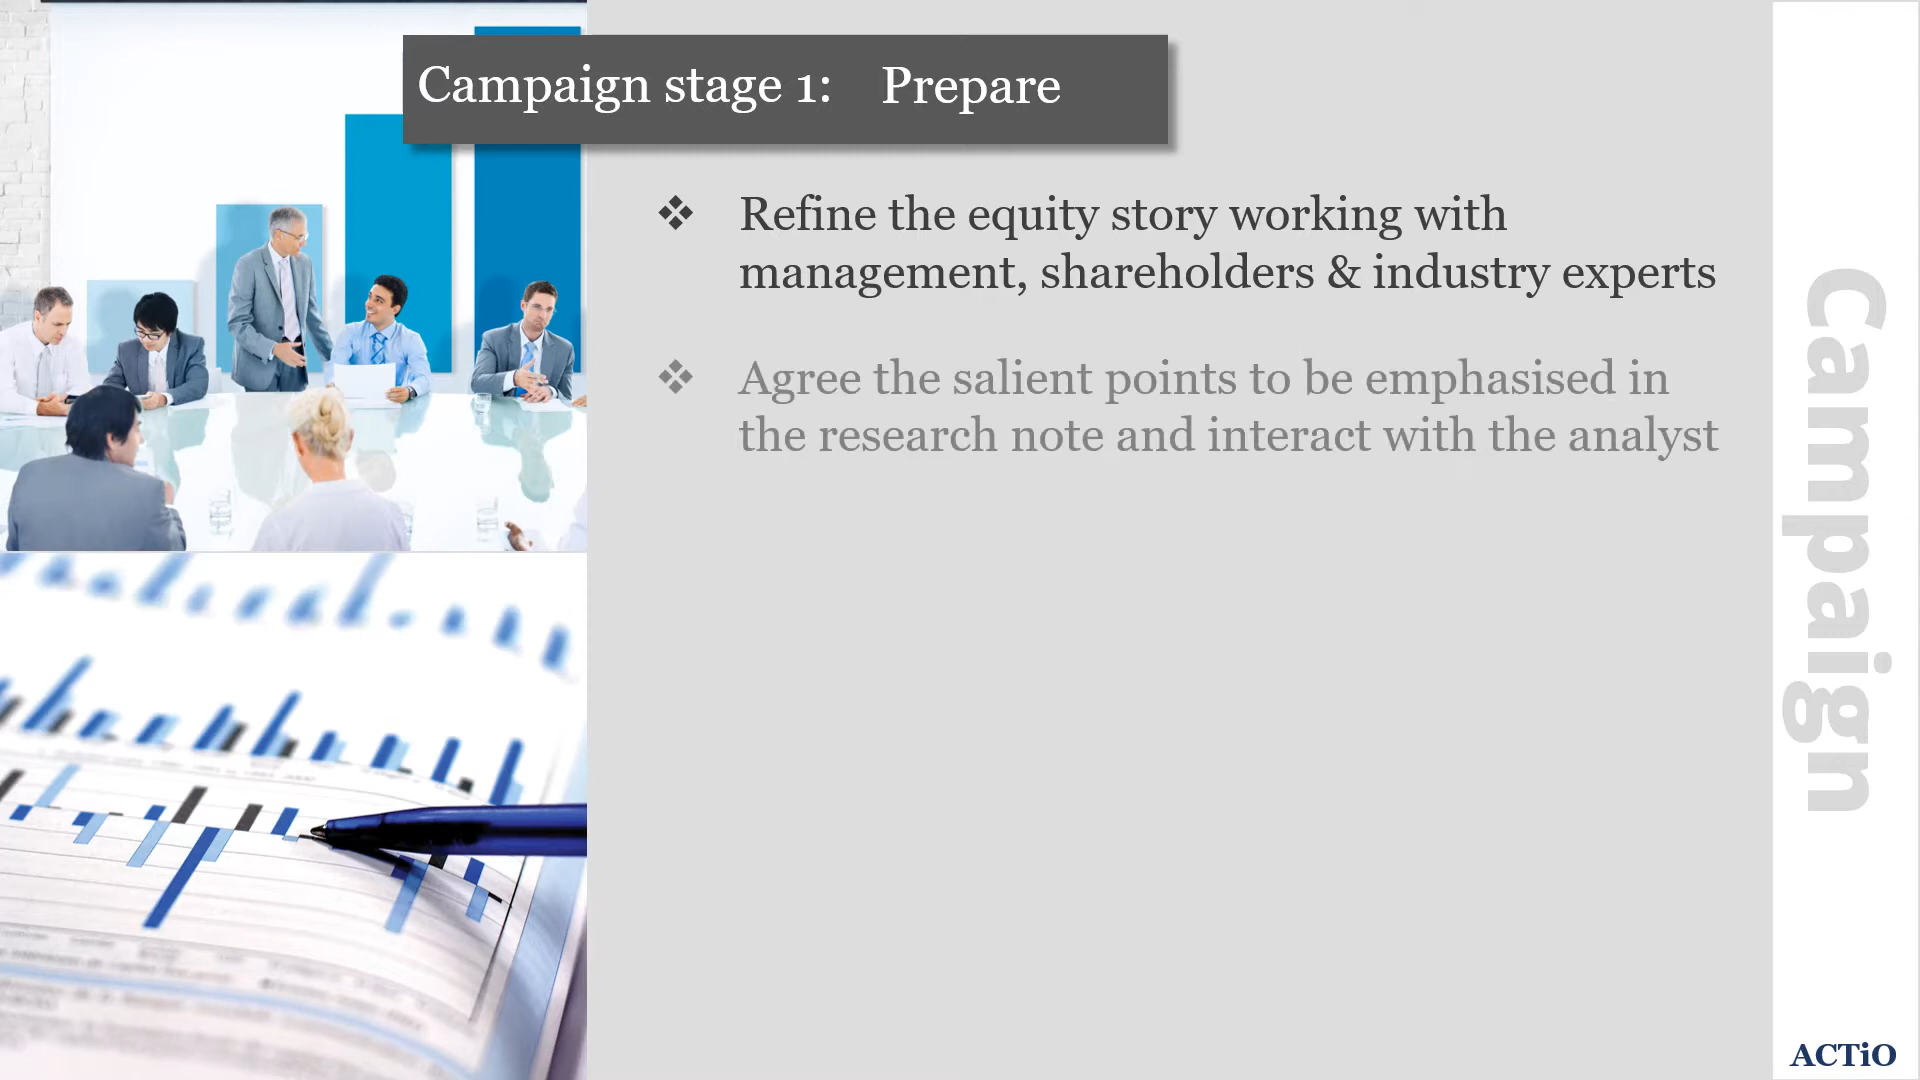 Campaign stage 1: Prepare
❖ Refine the equity story working with
management, shareholders & industry experts
❖ Agree the salient points to be emphasised in
the research note and interact with the analyst
Campaign
ACTiO